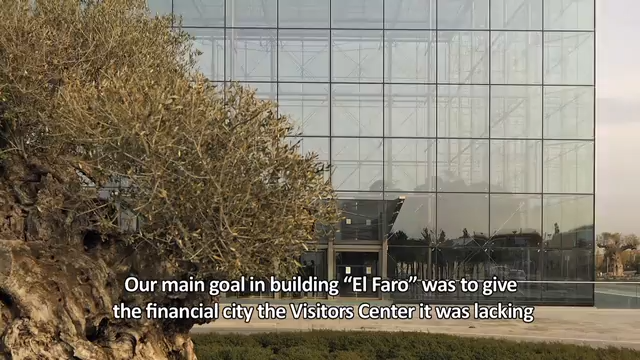 Our main goal in building “El Faro” was to give
the financial city the Visitors Center it was lacking